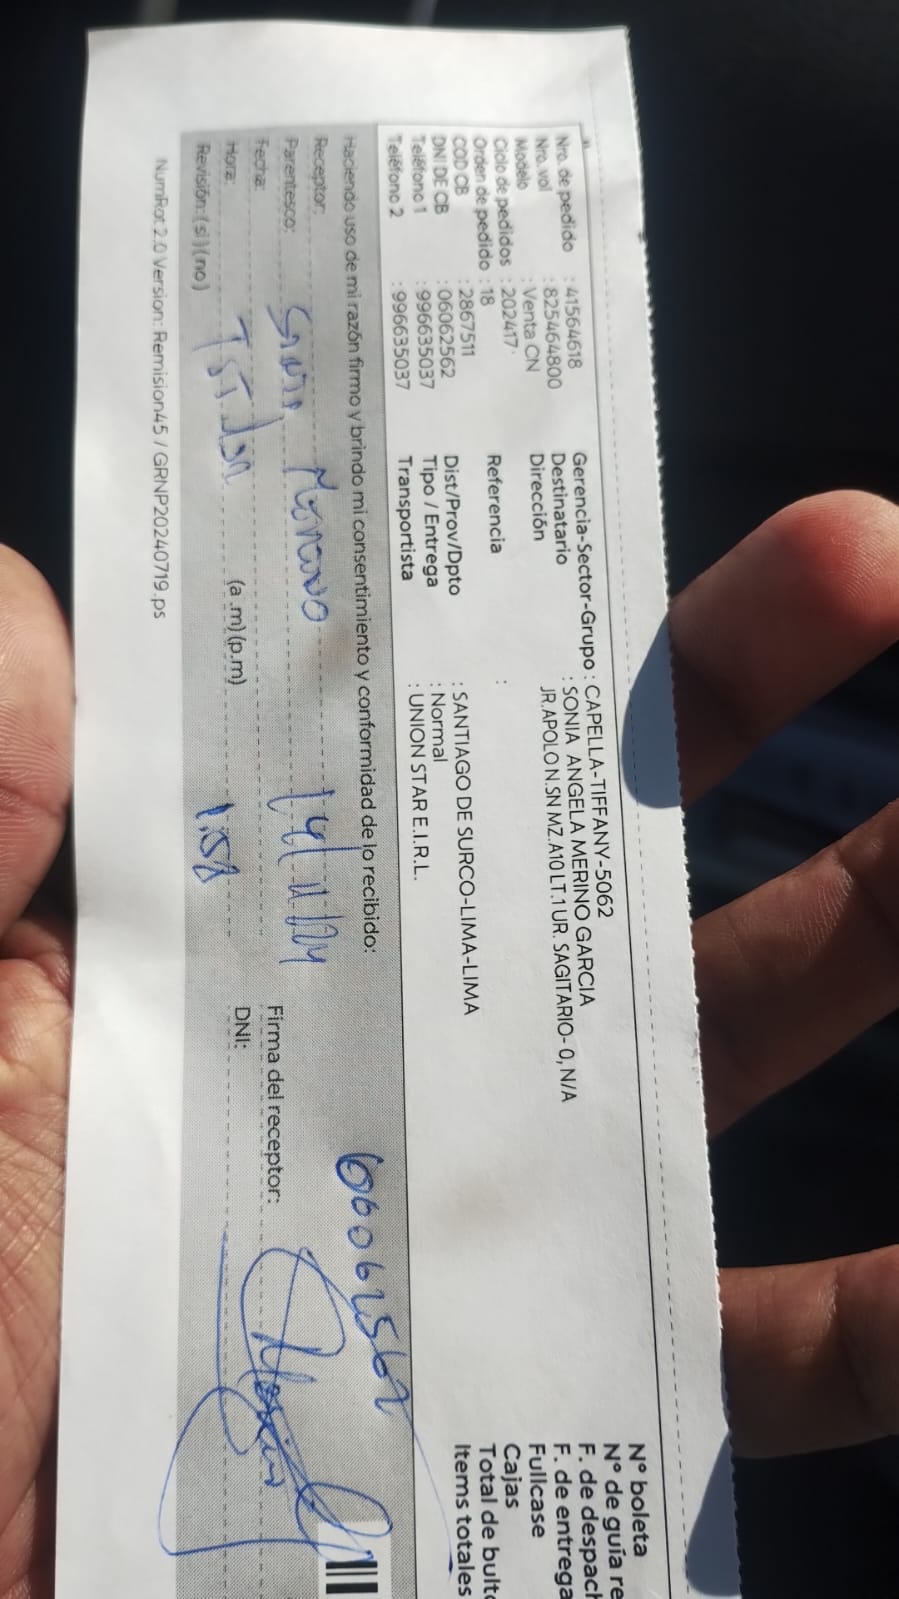 Nro. de pedido : 41564618
Nro. vol : 825464800
Modelo : Venta CN
Ciclo de pedidos : 202417
Orden de pedido : 18
COD CB : 2867511
DNI DE CB : 06062562
Teléfono 1 : 996635037
Teléfono 2 : 996635037
Gerencia-Sector-Grupo : CAPELLA-TIFFANY-5062
Destinatario : SONIA ANGELA MERINO GARCIA
Dirección JR.APOLO N.SN MZ.A10 LT.1 UR. SAGITARIO- 0, N/A
Referencia :
Dist/Prov/Dpto : SANTIAGO DE SURCO-LIMA-LIMA
Tipo / Entrega : Normal
Transportista : UNION STAR E.I.R.L.
N° boleta
N° de guía re
F. de despach
F. de entrega
Fullcase
Cajas
Total de bulto
Items totales
Haciendo uso de mi razón firmo y brindo mi consentimiento y conformidad de lo recibido:
Receptor:
Parentesco:
Fecha: 14/11/24
Hora: (a.m)(p.m) 1:58
Revisión: (si)(no)
Firma del receptor:
DNI:
NumRot 2.0 Version: Remision45 / GRNP20240719.ps